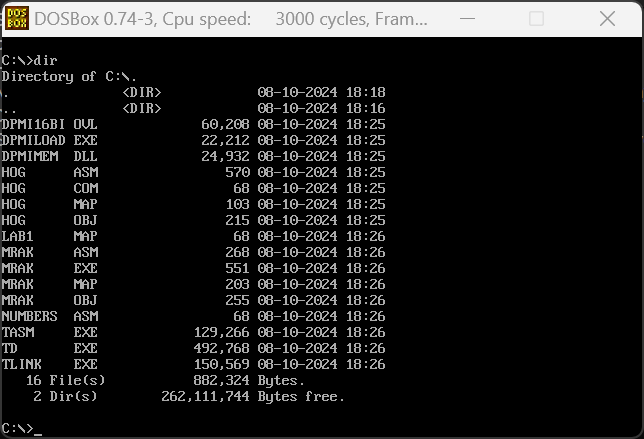 DOS BOX
DOSBox 0.74-3, Cpu speed: 3000 cycles, Fram...
C:\>dir
Directory of C:\.
. <DIR> 08-10-2024 18:18
.. <DIR> 08-10-2024 18:16
DPMI16BI OVL 60,208 08-10-2024 18:25
DPMILOAD EXE 22,212 08-10-2024 18:25
DPMIMEM DLL 24,932 08-10-2024 18:25
HOG ASM 570 08-10-2024 18:25
HOG COM 68 08-10-2024 18:25
HOG MAP 103 08-10-2024 18:25
HOG OBJ 215 08-10-2024 18:25
LAB1 MAP 68 08-10-2024 18:26
MRAK ASM 268 08-10-2024 18:26
MRAK EXE 551 08-10-2024 18:26
MRAK MAP 203 08-10-2024 18:26
MRAK OBJ 255 08-10-2024 18:26
NUMBERS ASM 68 08-10-2024 18:26
TASM EXE 129,266 08-10-2024 18:26
TD EXE 492,768 08-10-2024 18:26
TLINK EXE 150,569 08-10-2024 18:26
16 File(s) 882,324 Bytes.
2 Dir(s) 262,111,744 Bytes free.
C:\>_